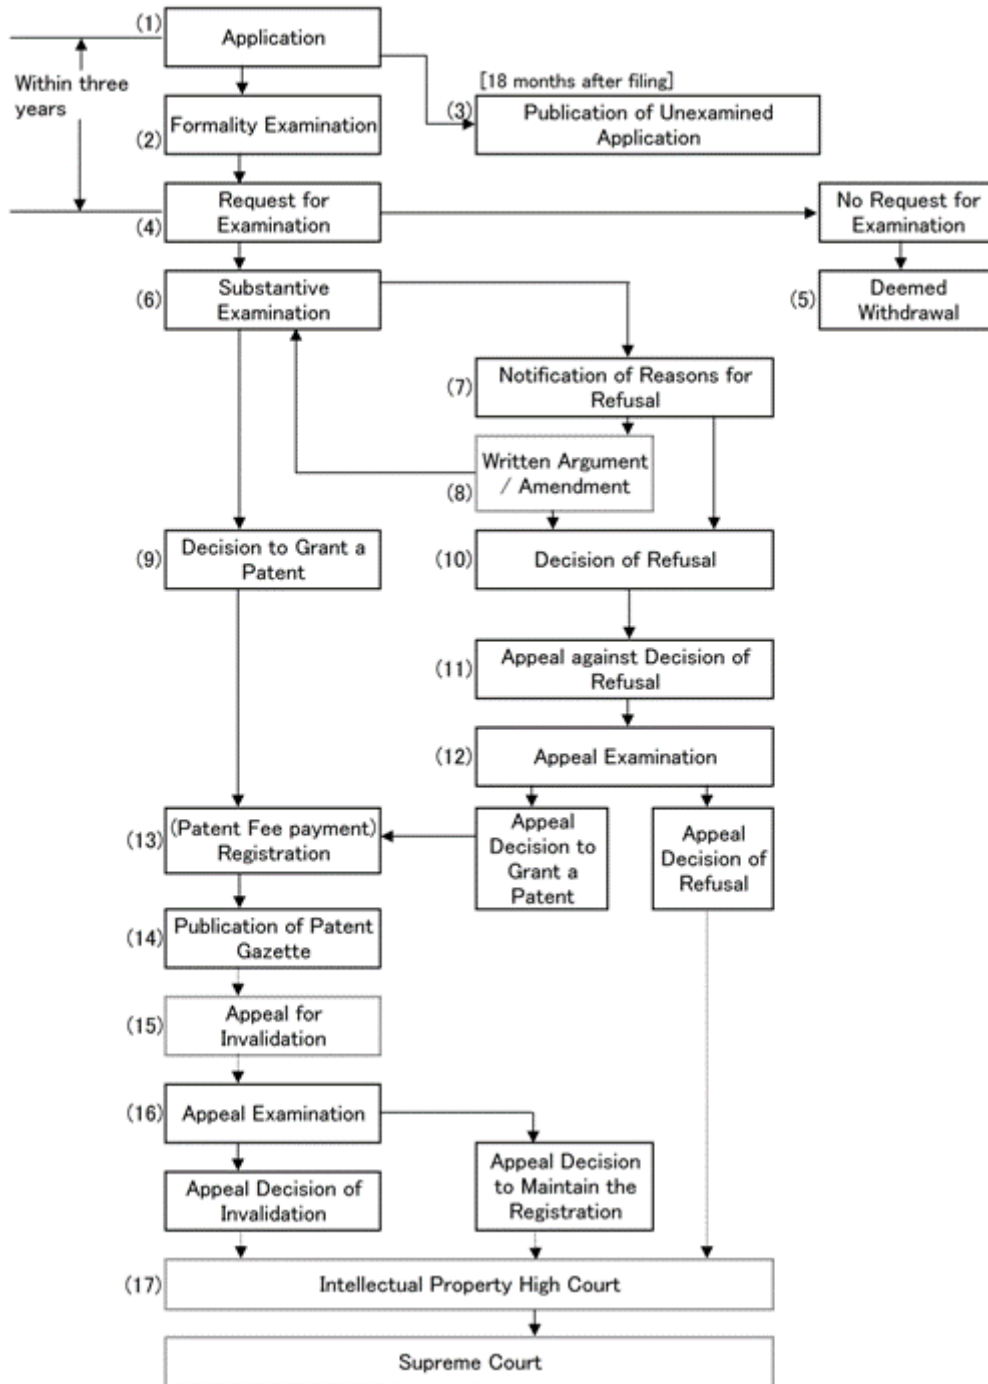 (1)
Application
Within three
years
[18 months after filing]
(3)
Publication of Unexamined
Application
(2)
Formality Examination
(4)
Request for
Examination
No Request for
Examination
(6)
Substantive
Examination
(5)
Deemed
Withdrawal
(7)
Notification of Reasons for
Refusal
(8)
Written Argument
/ Amendment
(9)
Decision to Grant a
Patent
(10)
Decision of Refusal
(11)
Appeal against Decision of
Refusal
(12)
Appeal Examination
(13)
(Patent Fee payment)
Registration
Appeal
Decision to
Grant a
Patent
Appeal
Decision of
Refusal
(14)
Publication of Patent
Gazette
(15)
Appeal for
Invalidation
(16)
Appeal Examination
Appeal Decision of
Invalidation
Appeal Decision
to Maintain the
Registration
(17)
Intellectual Property High Court
Supreme Court